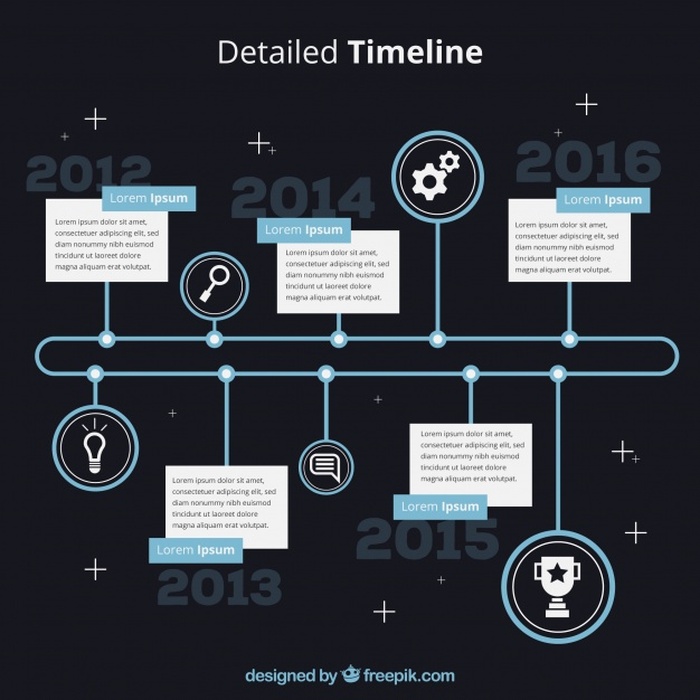 Detailed Timeline
2012
Lorem Ipsum
Lorem ipsum dolor sit amet,
consectetuer adipiscing elit, sed
diam nonummy nibh euismod
tincidunt ut laoreet dolore
magna aliquam erat volutpat.
2014
Lorem Ipsum
Lorem ipsum dolor sit amet,
consectetuer adipiscing elit, sed
diam nonummy nibh euismod
tincidunt ut laoreet dolore
magna aliquam erat volutpat.
2016
Lorem Ipsum
Lorem ipsum dolor sit amet,
consectetuer adipiscing elit, sed
diam nonummy nibh euismod
tincidunt ut laoreet dolore
magna aliquam erat volutpat.
Lorem ipsum dolor sit amet,
consectetuer adipiscing elit, sed
diam nonummy nibh euismod
tincidunt ut laoreet dolore
magna aliquam erat volutpat.
Lorem Ipsum
2013
Lorem ipsum dolor sit amet,
consectetuer adipiscing elit, sed
diam nonummy nibh euismod
tincidunt ut laoreet dolore
magna aliquam erat volutpat.
Lorem Ipsum
2015
designed by freepik.com